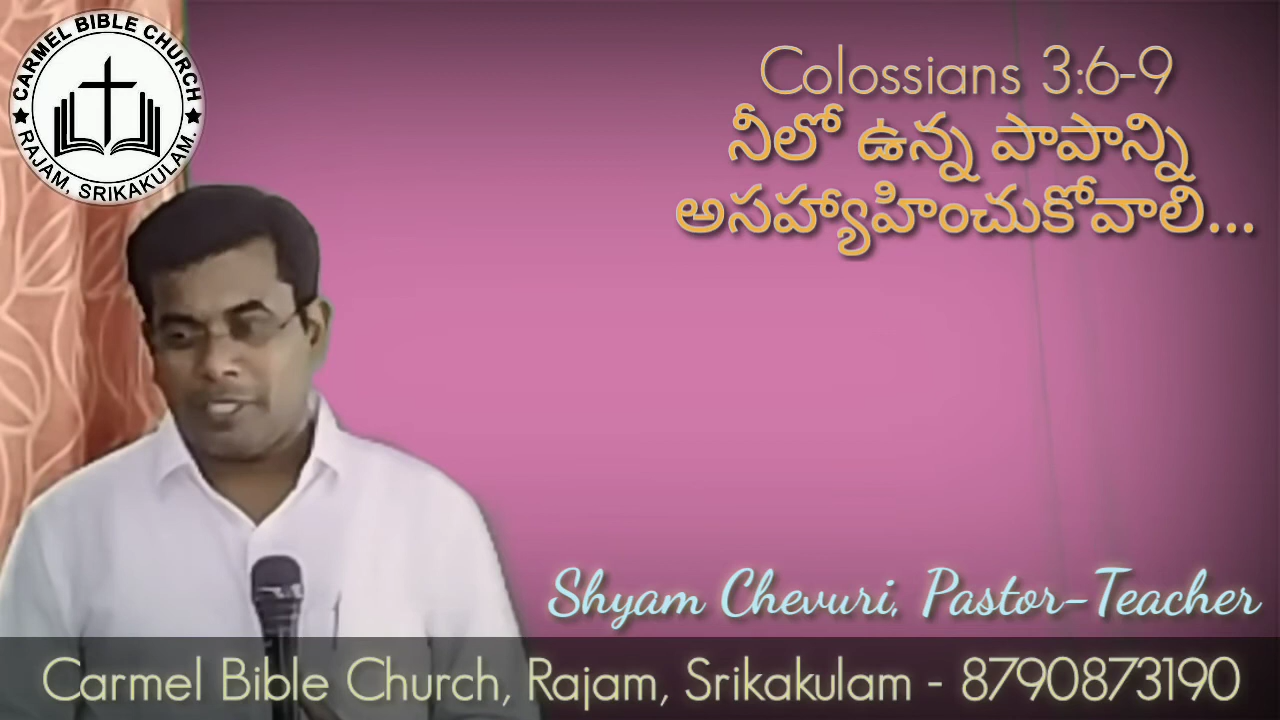 CARMEL BIBLE CHURCH
RAJAM, SRIKAKULAM.
Colossians 3:6-9
నీలో ఉన్న పాపాన్ని
అసహ్యాహించుకోవాలి...
Shyam Chevuri, Pastor-Teacher
Carmel Bible Church, Rajam, Srikakulam - 8790873190